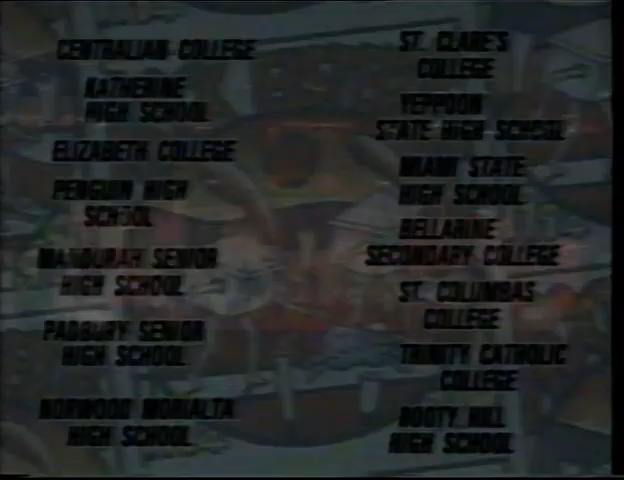 CENTRALIAN COLLEGE
KATHERINE
HIGH SCHOOL
ELIZABETH COLLEGE
PENGUIN HIGH
SCHOOL
MANDURAH SENIOR
HIGH SCHOOL
PADBURY SENIOR
HIGH SCHOOL
NORWOOD MORIALTA
HIGH SCHOOL
ST. CLARE'S
COLLEGE
YEPPOON
STATE HIGH SCHOOL
MIAMI STATE
HIGH SCHOOL
BELLARINE
SECONDARY COLLEGE
ST. COLUMBAS
COLLEGE
TRINITY CATHOLIC
COLLEGE
ROOTY HILL
HIGH SCHOOL